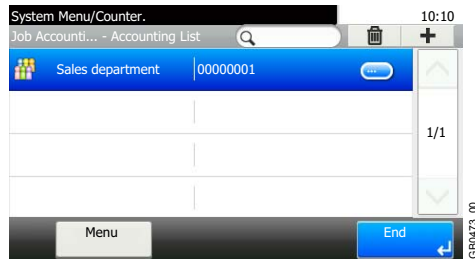 System Menu/Counter.
10:10
Job Accounti... - Accounting List
Sales department 00000001
1/1
Menu
End
GB0473_00